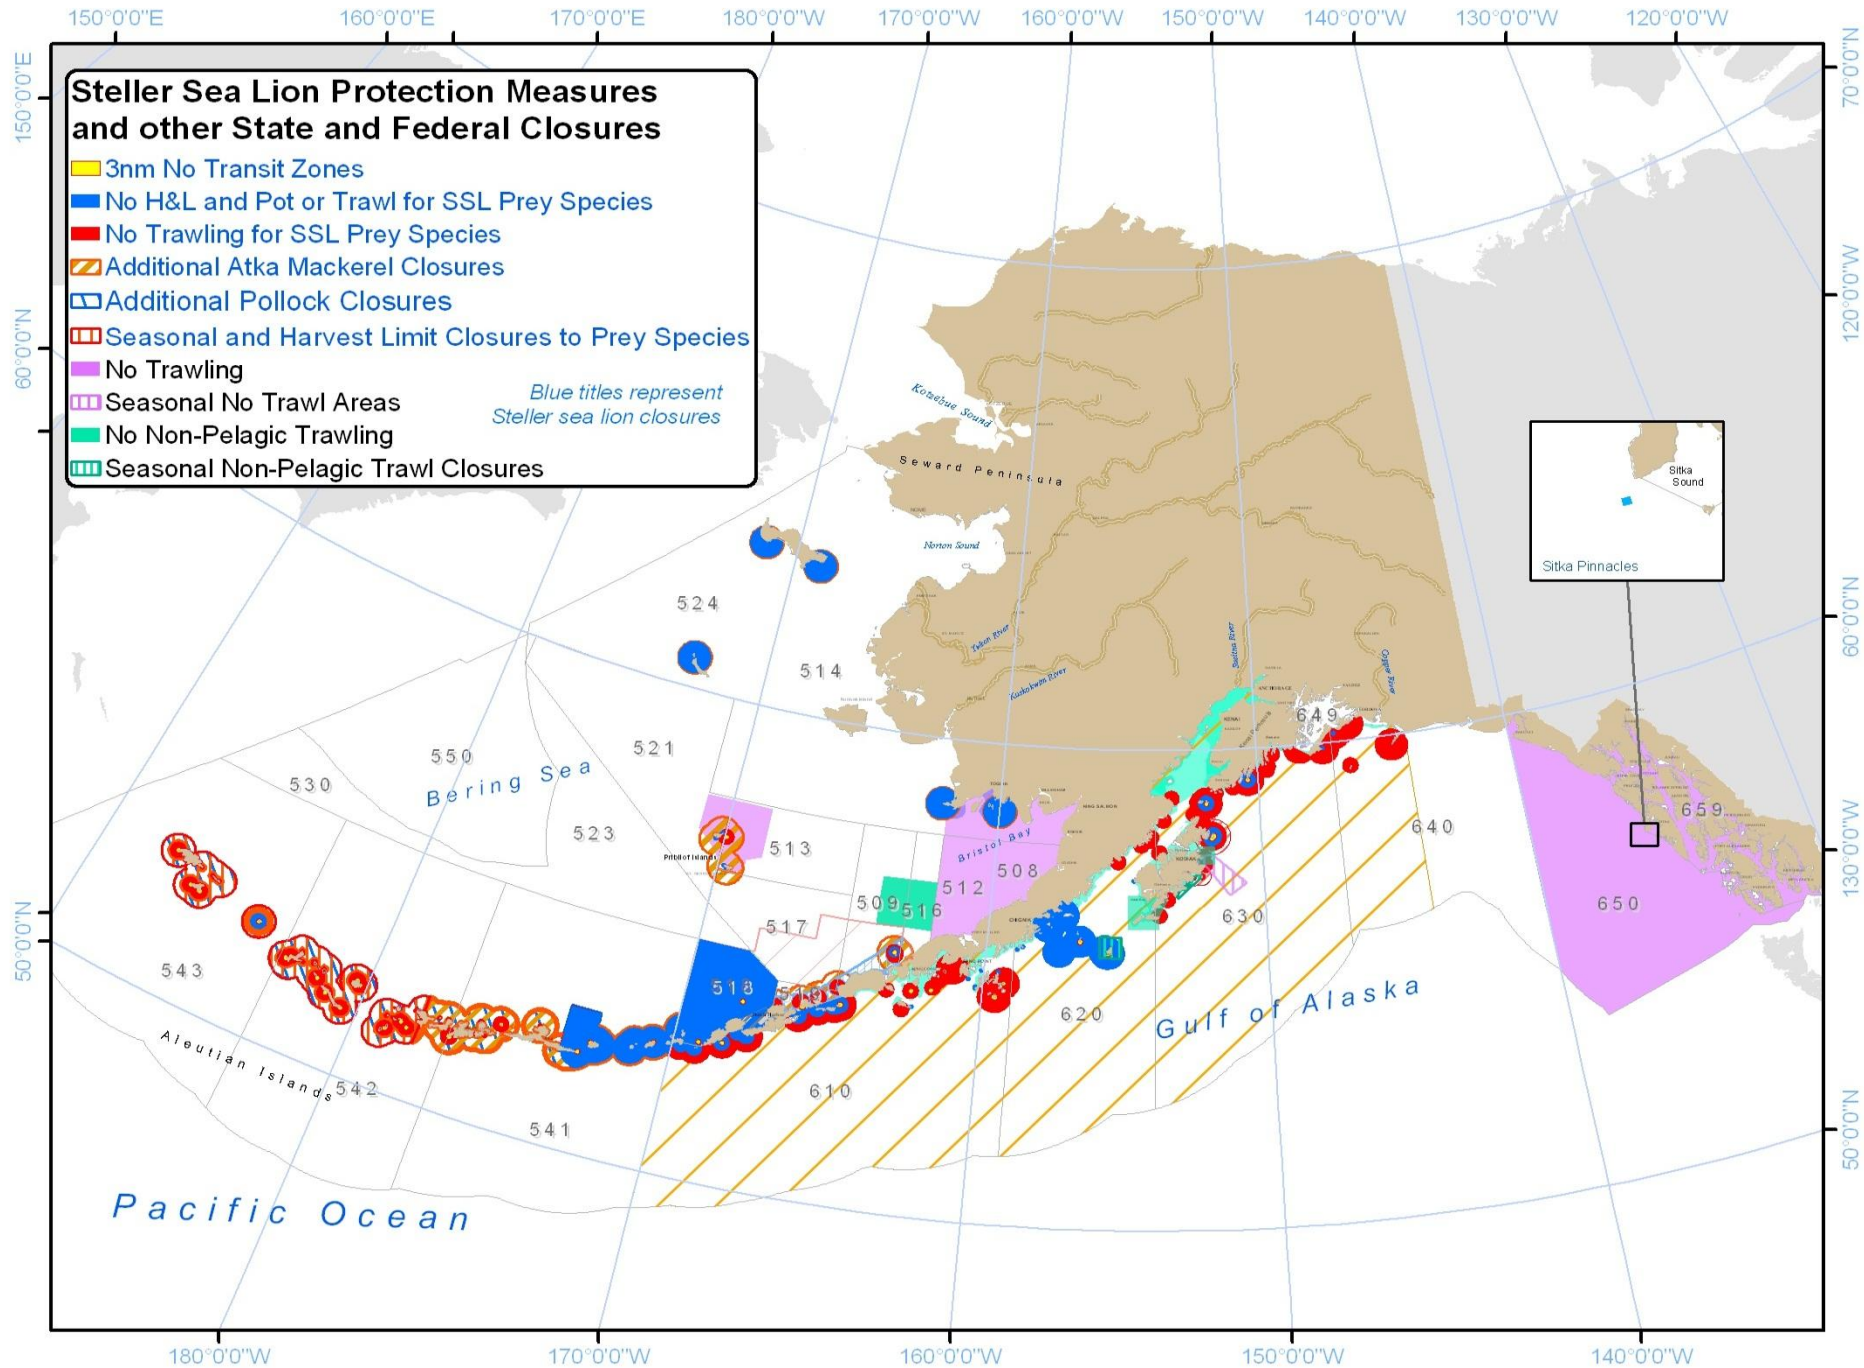 150°0'0"E 160°0'0"E 170°0'0"E 180°0'0"W 170°0'0"W 160°0'0"W 150°0'0"W 140°0'0"W 130°0'0"W 120°0'0"W
150°0'0"E
60°0'0"N
50°0'0"N
Steller Sea Lion Protection Measures
and other State and Federal Closures
3nm No Transit Zones
No H&L and Pot or Trawl for SSL Prey Species
No Trawling for SSL Prey Species
Additional Atka Mackerel Closures
Additional Pollock Closures
Seasonal and Harvest Limit Closures to Prey Species
No Trawling
Seasonal No Trawl Areas
No Non-Pelagic Trawling
Seasonal Non-Pelagic Trawl Closures
Blue titles represent
Steller sea lion closures
Kotzebue Sound
Seward Peninsula
Norton Sound
Yukon River
Kuskokwim River
Susitna River
Copper River
Sitka
Sound
Sitka Pinnacles
524
514
521
550
530
Bering Sea
523
513
Pribilof Islands
Bristol Bay
508
512
509
516
517
518
519
543
Aleutian Islands
542
541
610
620
630
640
649
650
659
Gulf of Alaska
Pacific Ocean
70°0'0"N
120°0'0"W
60°0'0"N
130°0'0"W
50°0'0"N
180°0'0"W 170°0'0"W 160°0'0"W 150°0'0"W 140°0'0"W